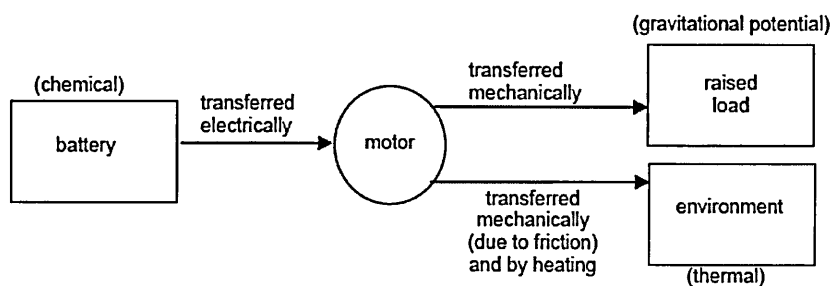 (chemical)
battery
transferred
electrically
motor
transferred
mechanically
(gravitational potential)
raised
load
transferred
mechanically
(due to friction)
and by heating
environment
(thermal)